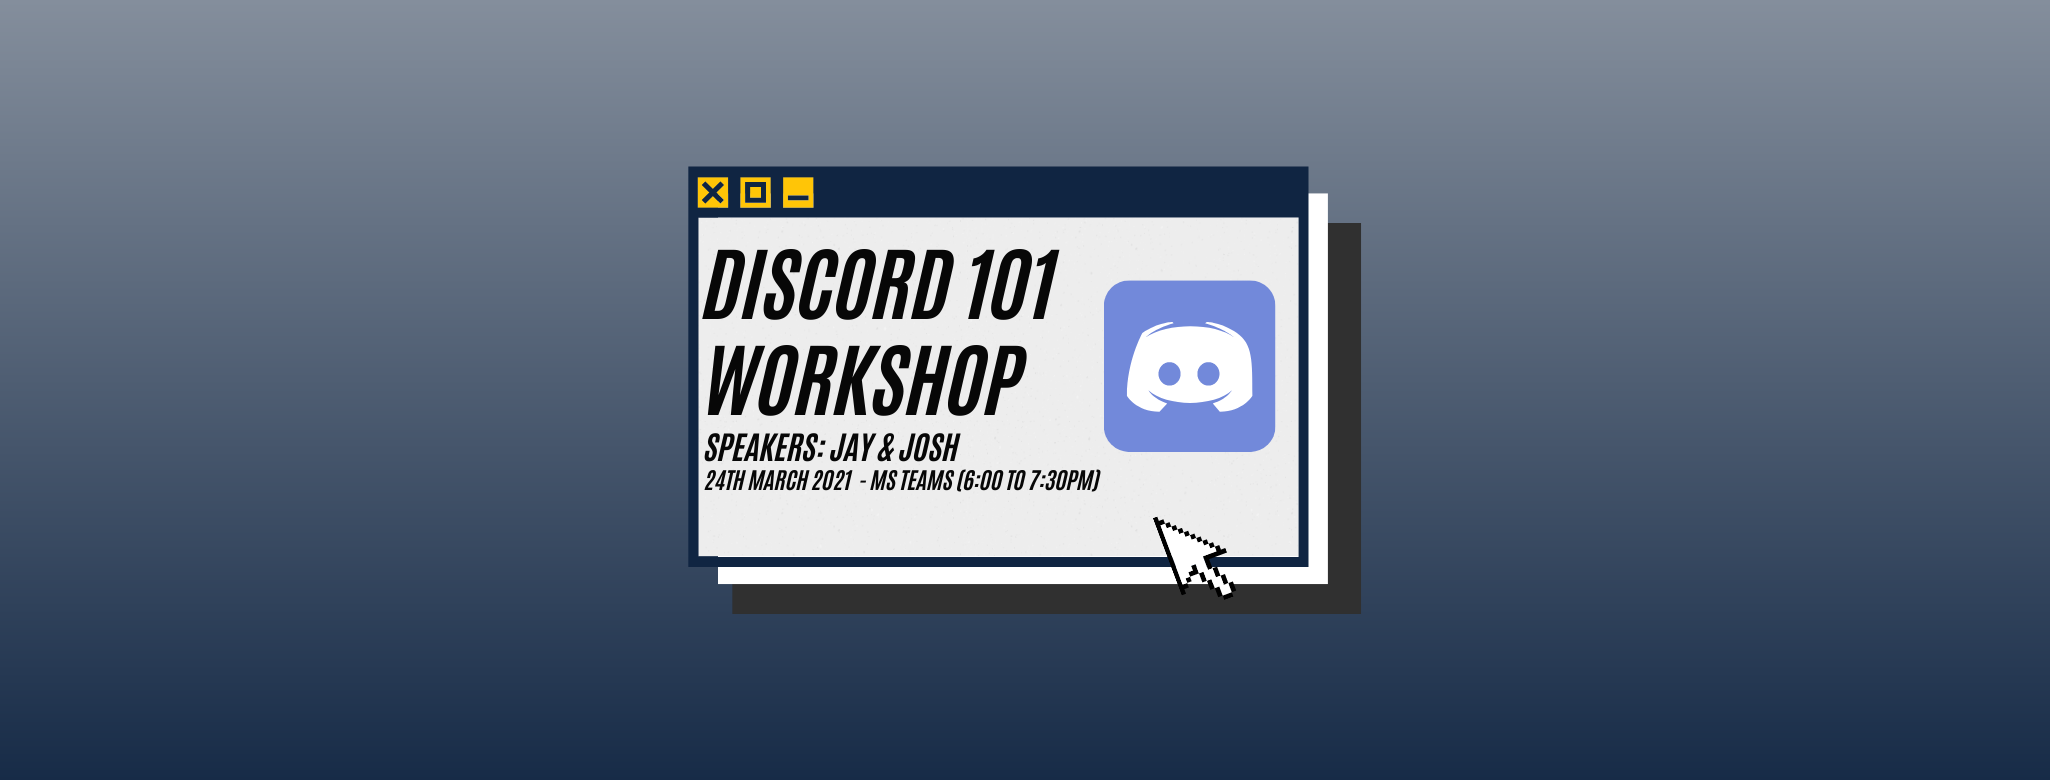 DISCORD 101
WORKSHOP
SPEAKERS: JAY & JOSH
24TH MARCH 2021 - MS TEAMS (6:00 TO 7:30PM)